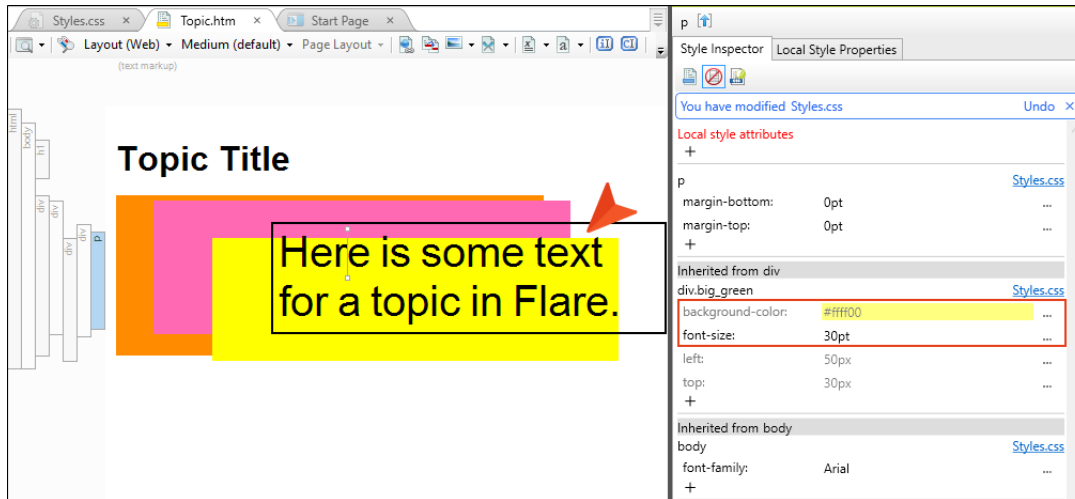 Styles.css × Topic.htm × Start Page ×
Layout (Web) Medium (default) Page Layout
(text markup)
html
body
h1
div
div
div
div
p
Topic Title
Here is some text
for a topic in Flare.
p
Style Inspector Local Style Properties
You have modified Styles.css Undo ×
Local style attributes
+
p Styles.css
margin-bottom: 0pt ...
margin-top: 0pt ...
+
Inherited from div
div.big_green Styles.css
background-color: #ffff00 ...
font-size: 30pt ...
left: 50px ...
top: 30px ...
+
Inherited from body
body Styles.css
font-family: Arial ...
+